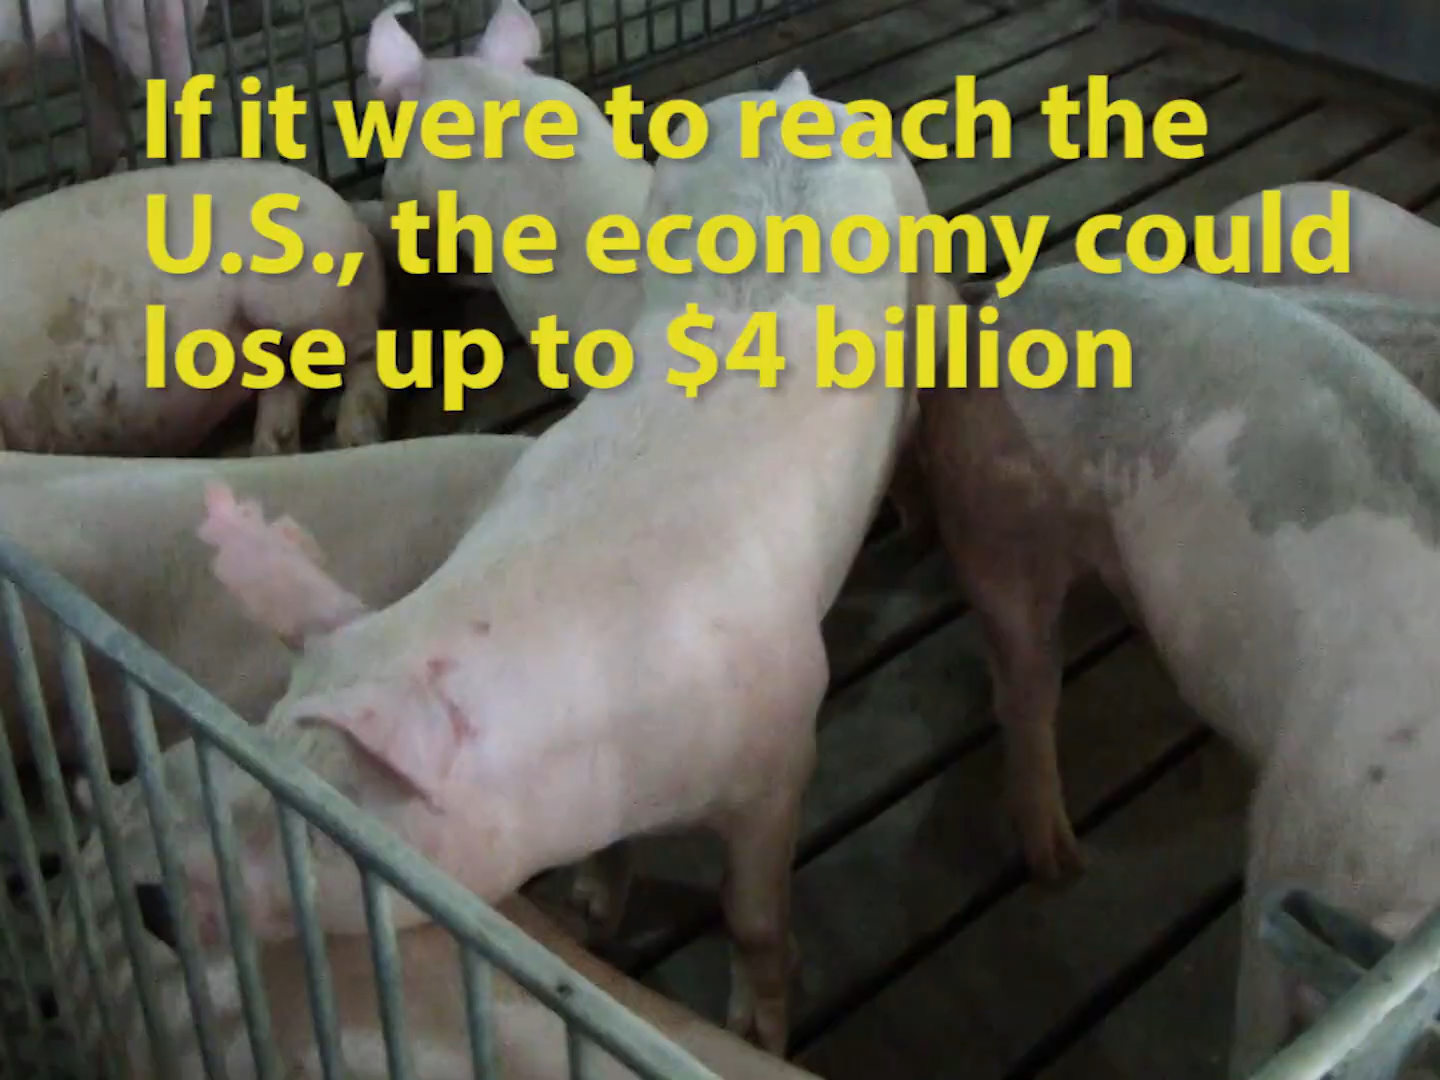 If it were to reach the
U.S., the economy could
lose up to $4 billion